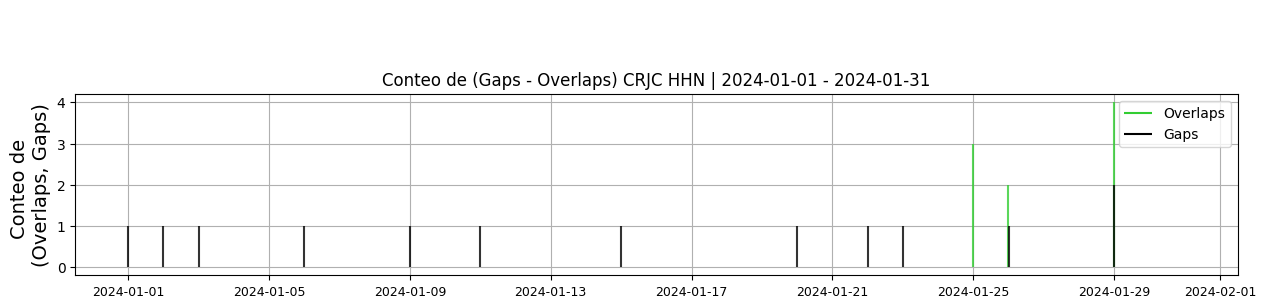 Conteo de (Gaps - Overlaps) CRJC HHN | 2024-01-01 - 2024-01-31
Conteo de
(Overlaps, Gaps)
4
3
2
1
0
Overlaps
Gaps
2024-01-01 2024-01-05 2024-01-09 2024-01-13 2024-01-17 2024-01-21 2024-01-25 2024-01-29 2024-02-01